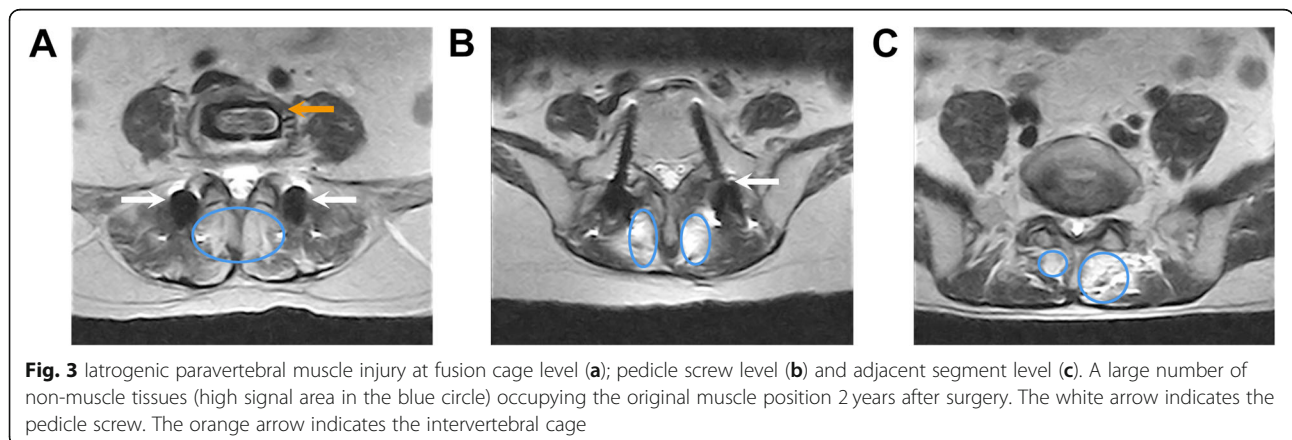 A B C
Fig. 3 Iatrogenic paravertebral muscle injury at fusion cage level (a); pedicle screw level (b) and adjacent segment level (c). A large number of
non-muscle tissues (high signal area in the blue circle) occupying the original muscle position 2 years after surgery. The white arrow indicates the
pedicle screw. The orange arrow indicates the intervertebral cage